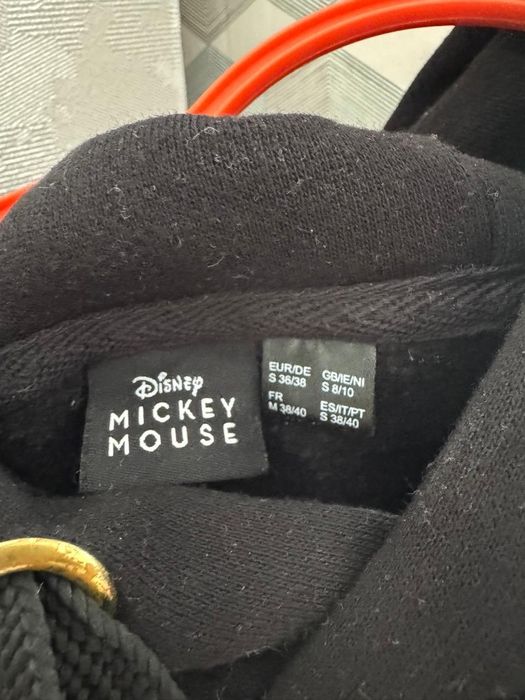 Disney
MICKEY
MOUSE
EUR/DE
S 36/38
GB/IE/NI
S 8/10
FR
M 38/40
ES/IT/PT
S 38/40